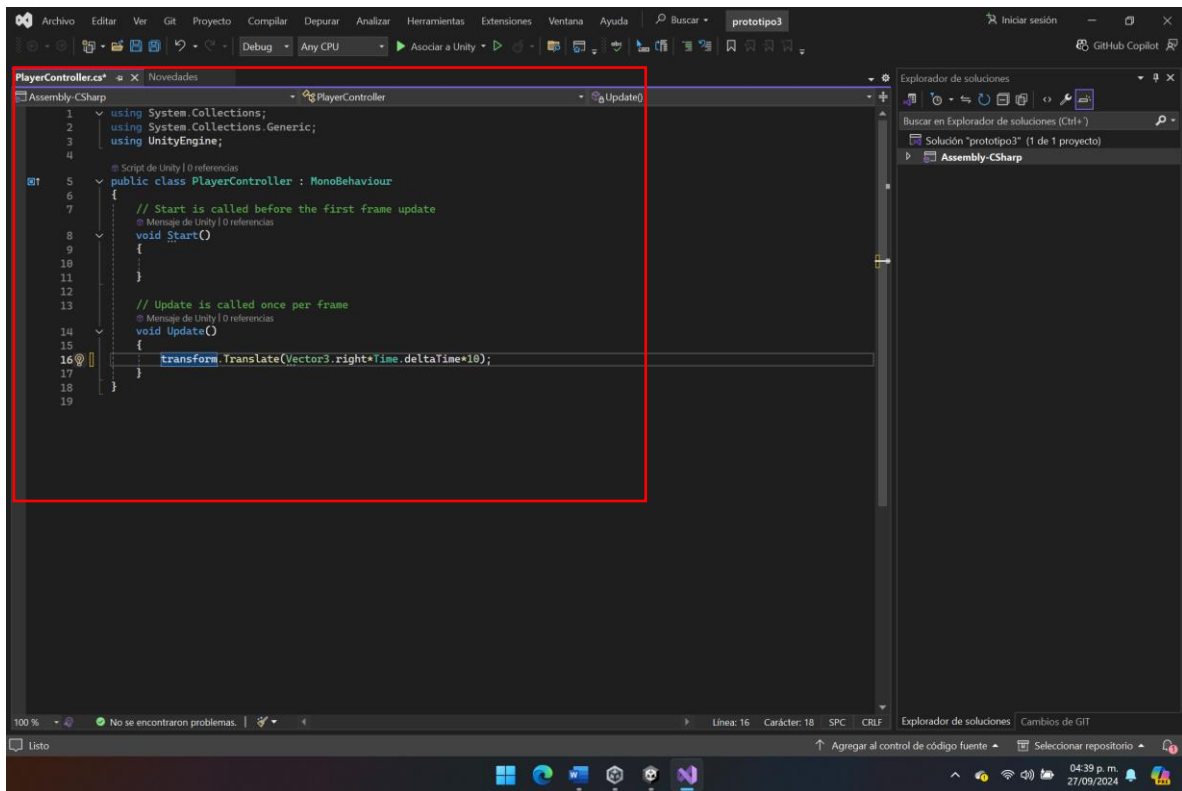 Archivo Editar Ver Git Proyecto Compilar Depurar Analizar Herramientas Extensiones Ventana Ayuda Buscar prototipo3 Iniciar sesión
Debug Any CPU Asociar a Unity GitHub Copilot
PlayerController.cs* Novedades
Assembly-CSharp PlayerController Update()
1 using System.Collections;
2 using System.Collections.Generic;
3 using UnityEngine;
4
Script de Unity | 0 referencias
5 public class PlayerController : MonoBehaviour
6 {
7 // Start is called before the first frame update
Mensaje de Unity | 0 referencias
8 void Start()
9 {
10
11 }
12
13 // Update is called once per frame
Mensaje de Unity | 0 referencias
14 void Update()
15 {
16 transform.Translate(Vector3.right*Time.deltaTime*10);
17 }
18 }
19
Explorador de soluciones
Buscar en Explorador de soluciones (Ctrl+´)
Solución "prototipo3" (1 de 1 proyecto)
Assembly-CSharp
100 % No se encontraron problemas. Línea: 16 Carácter: 18 SPC CRLF
Explorador de soluciones Cambios de GIT
Listo Agregar al control de código fuente Seleccionar repositorio
04:39 p. m.
27/09/2024